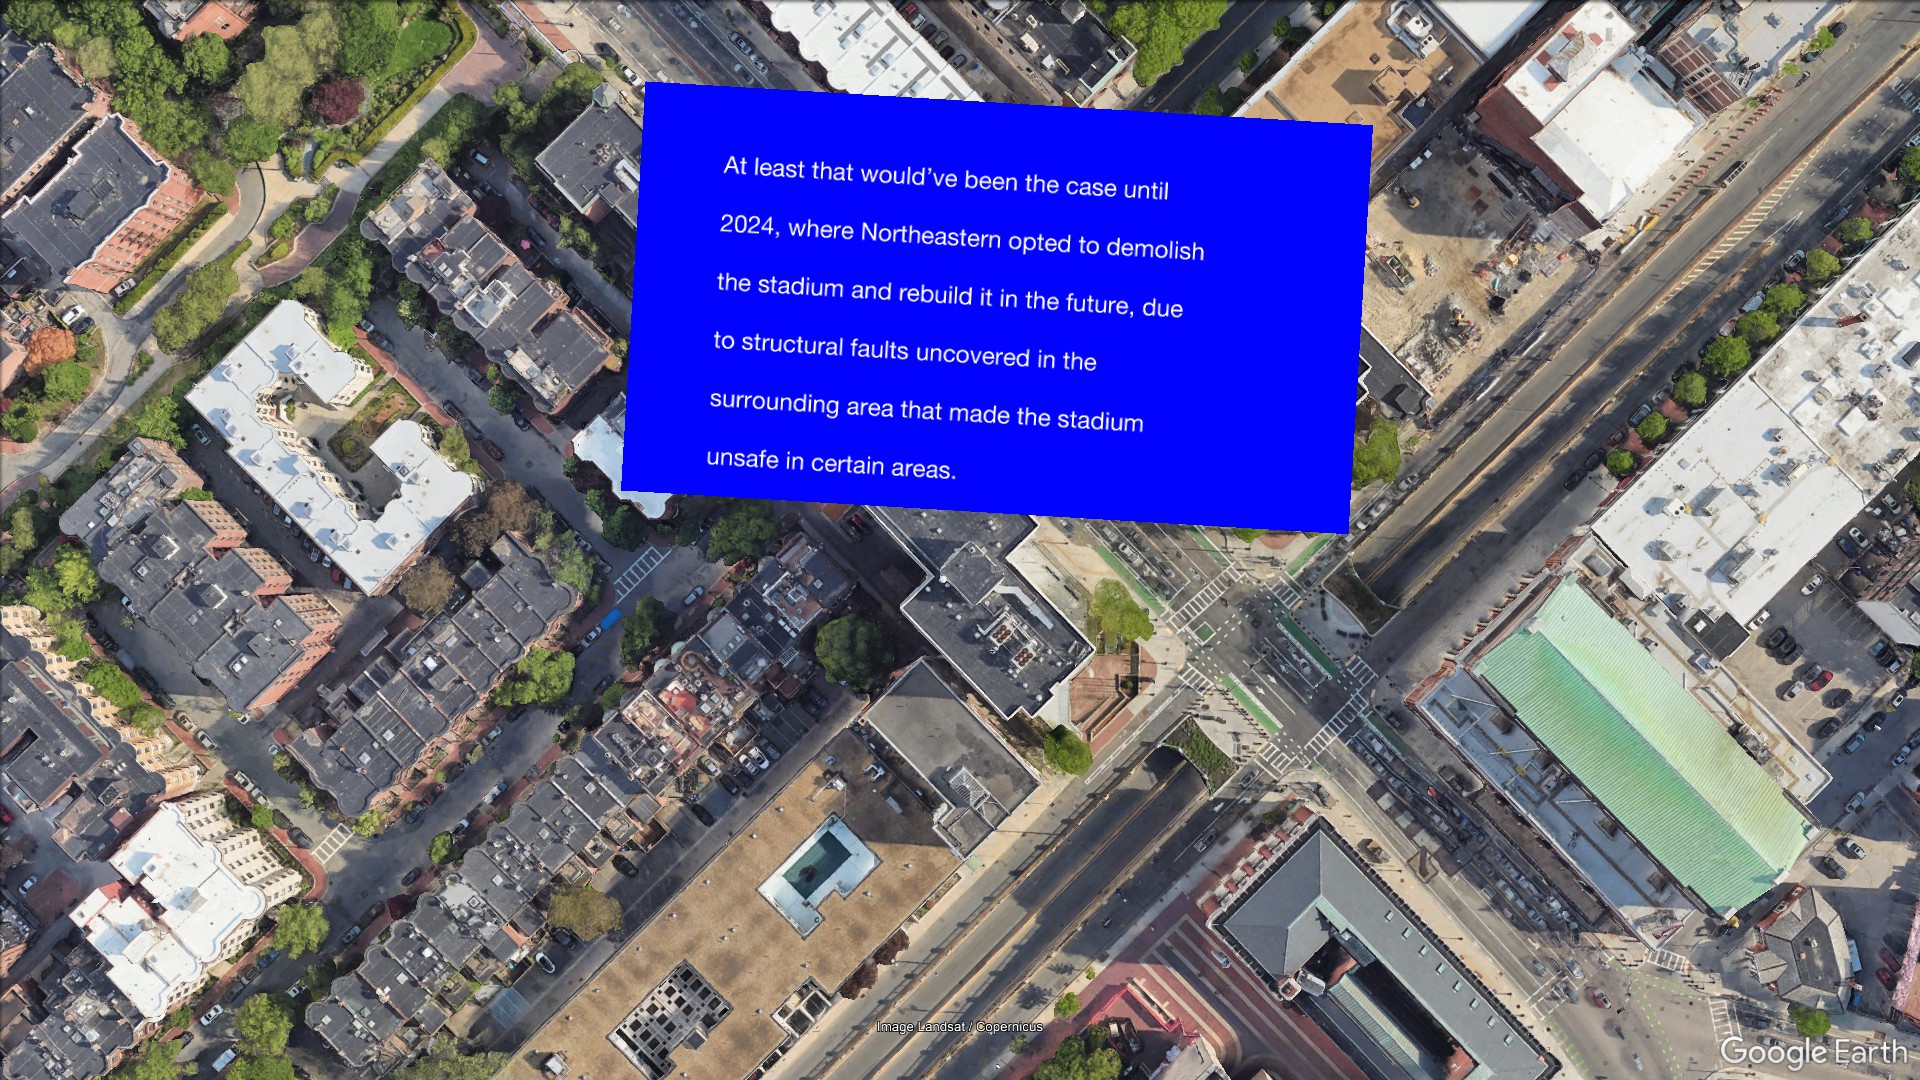 At least that would’ve been the case until
2024, where Northeastern opted to demolish
the stadium and rebuild it in the future, due
to structural faults uncovered in the
surrounding area that made the stadium
unsafe in certain areas.
Image Landsat / Copernicus
Google Earth